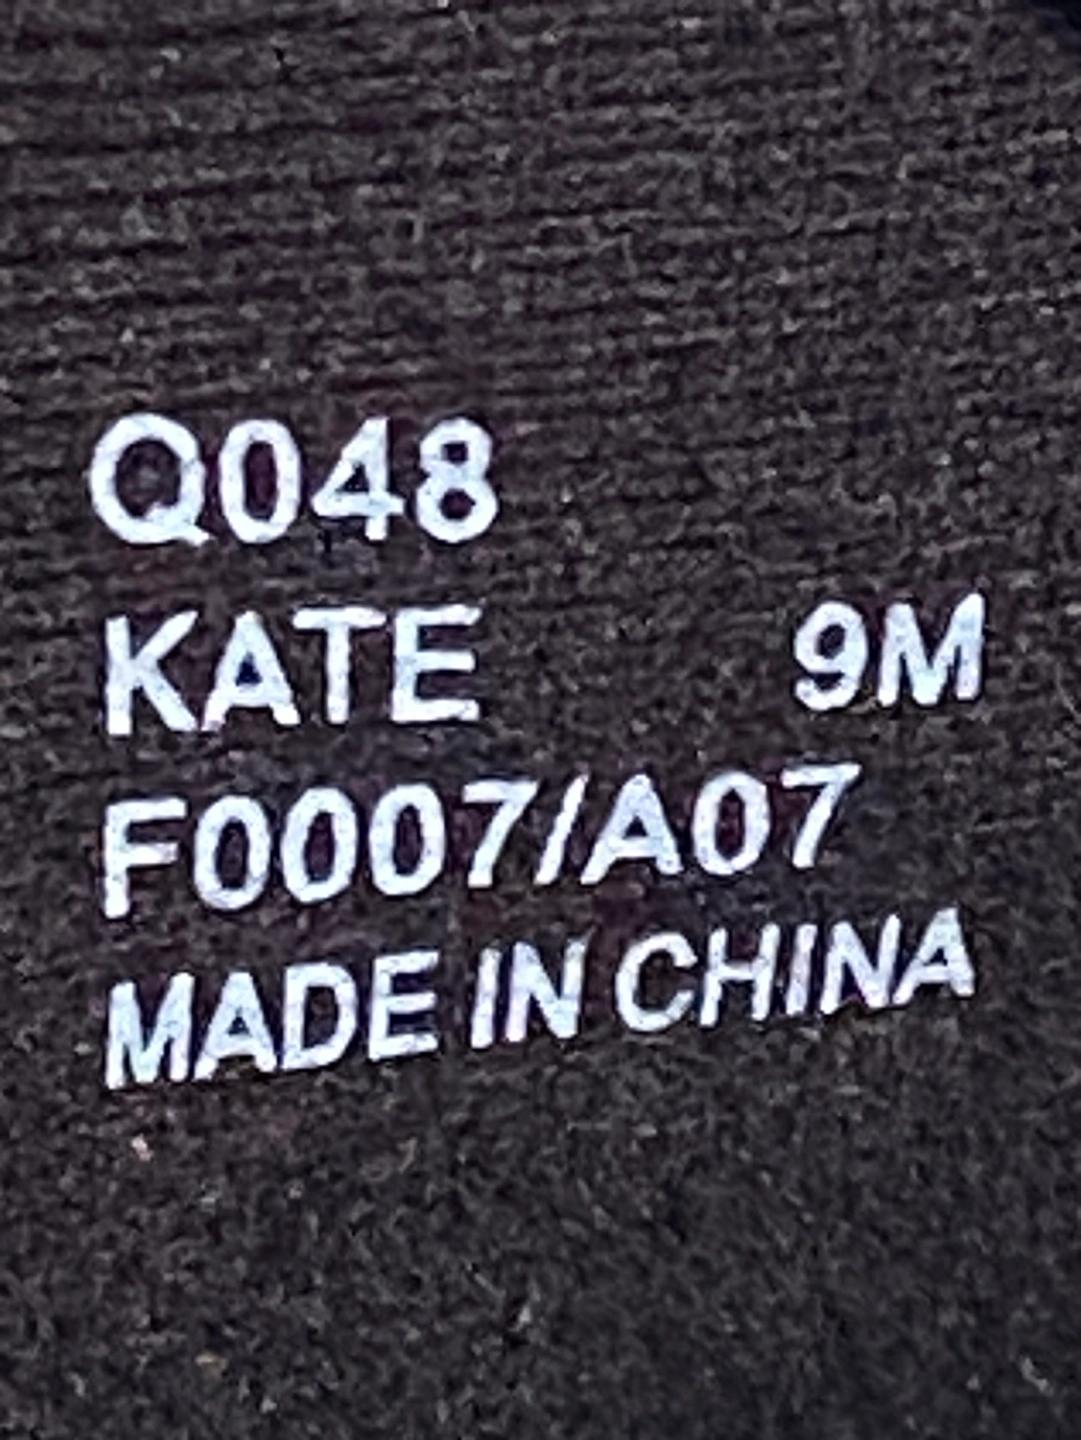 Q048
KATE 9M
F0007/A07
MADE IN CHINA